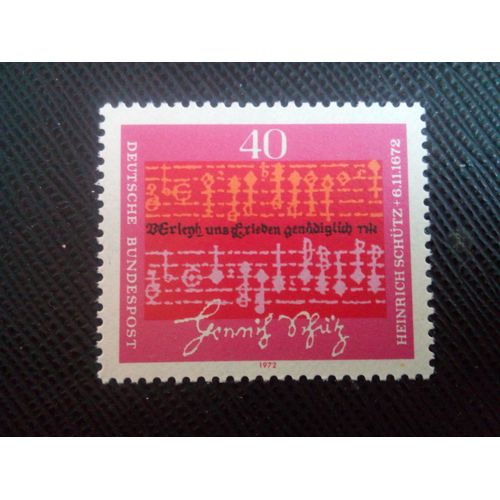 40
DEUTSCHE BUNDESPOST
VErleyh uns Frieden genädiglich
Heinrich Schütz
HEINRICH SCHÜTZ + 6.11.1672
1972